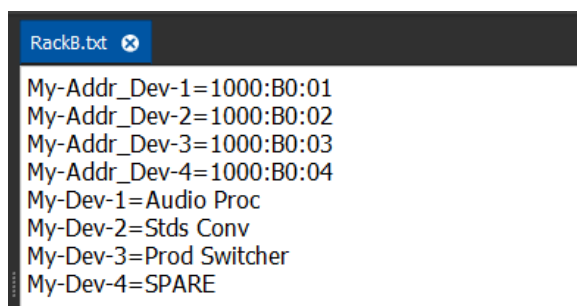 RackB.txt
My-Addr_Dev-1=1000:B0:01
My-Addr_Dev-2=1000:B0:02
My-Addr_Dev-3=1000:B0:03
My-Addr_Dev-4=1000:B0:04
My-Dev-1=Audio Proc
My-Dev-2=Stds Conv
My-Dev-3=Prod Switcher
My-Dev-4=SPARE